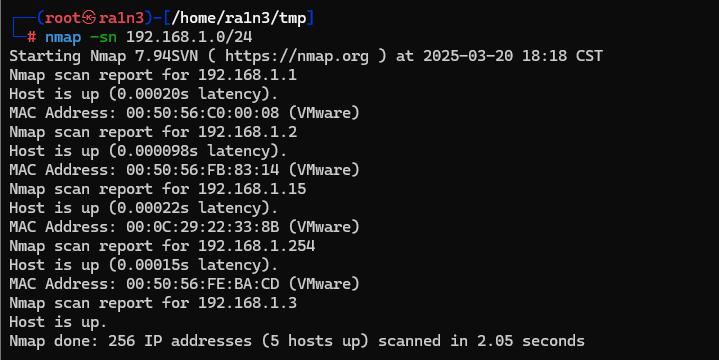 ┌──(root㉿ra1n3)-[/home/ra1n3/tmp]
└─# nmap -sn 192.168.1.0/24
Starting Nmap 7.94SVN ( https://nmap.org ) at 2025-03-20 18:18 CST
Nmap scan report for 192.168.1.1
Host is up (0.00020s latency).
MAC Address: 00:50:56:C0:00:08 (VMware)
Nmap scan report for 192.168.1.2
Host is up (0.000098s latency).
MAC Address: 00:50:56:FB:83:14 (VMware)
Nmap scan report for 192.168.1.15
Host is up (0.00022s latency).
MAC Address: 00:0C:29:22:33:8B (VMware)
Nmap scan report for 192.168.1.254
Host is up (0.00015s latency).
MAC Address: 00:50:56:FE:BA:CD (VMware)
Nmap scan report for 192.168.1.3
Host is up.
Nmap done: 256 IP addresses (5 hosts up) scanned in 2.05 seconds